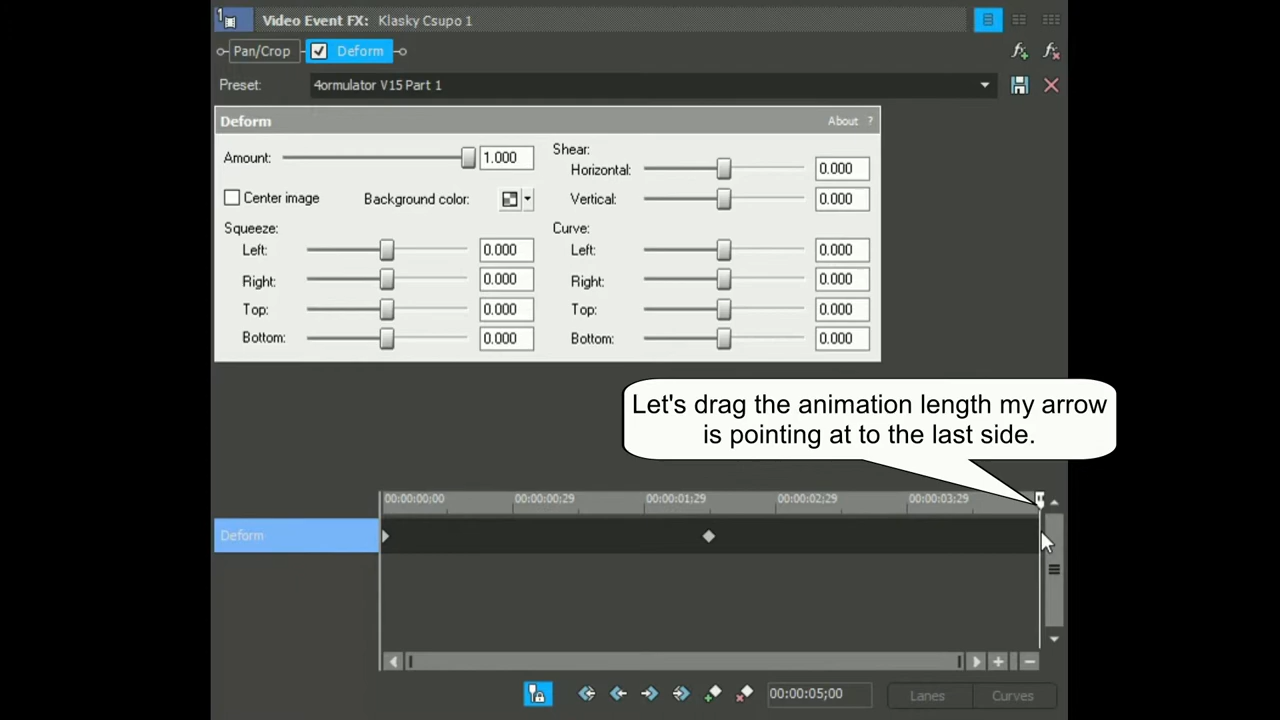 1
Video Event FX: Klasky Csupo 1
Pan/Crop Deform
Preset: 4ormulator V15 Part 1
Deform About ?
Amount: 1.000
Center image Background color:
Squeeze:
Left: 0.000
Right: 0.000
Top: 0.000
Bottom: 0.000
Shear:
Horizontal: 0.000
Vertical: 0.000
Curve:
Left: 0.000
Right: 0.000
Top: 0.000
Bottom: 0.000
Let's drag the animation length my arrow
is pointing at to the last side.
00:00:00;00 00:00:00;29 00:00:01;29 00:00:02;29 00:00:03;29
Deform
00:00:05;00 Lanes Curves